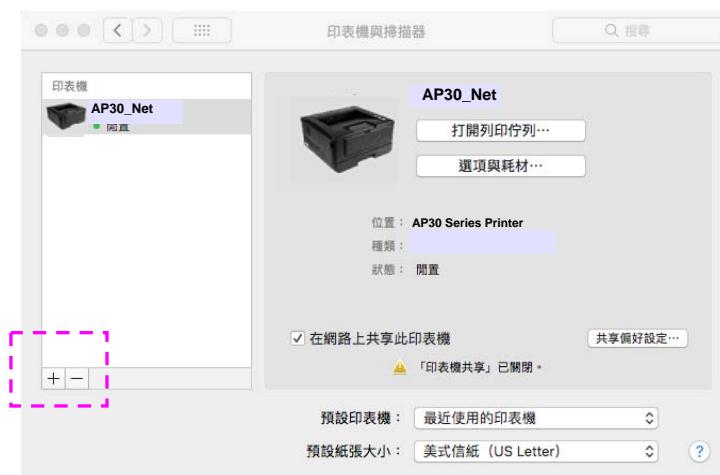 印表機與掃描器
搜尋
印表機
AP30_Net
閒置
AP30_Net
打開列印佇列…
選項與耗材…
位置： AP30 Series Printer
種類：
狀態： 閒置
在網路上共享此印表機
共享偏好設定…
「印表機共享」已關閉。
+ −
預設印表機： 最近使用的印表機
預設紙張大小： 美式信紙（US Letter）
?